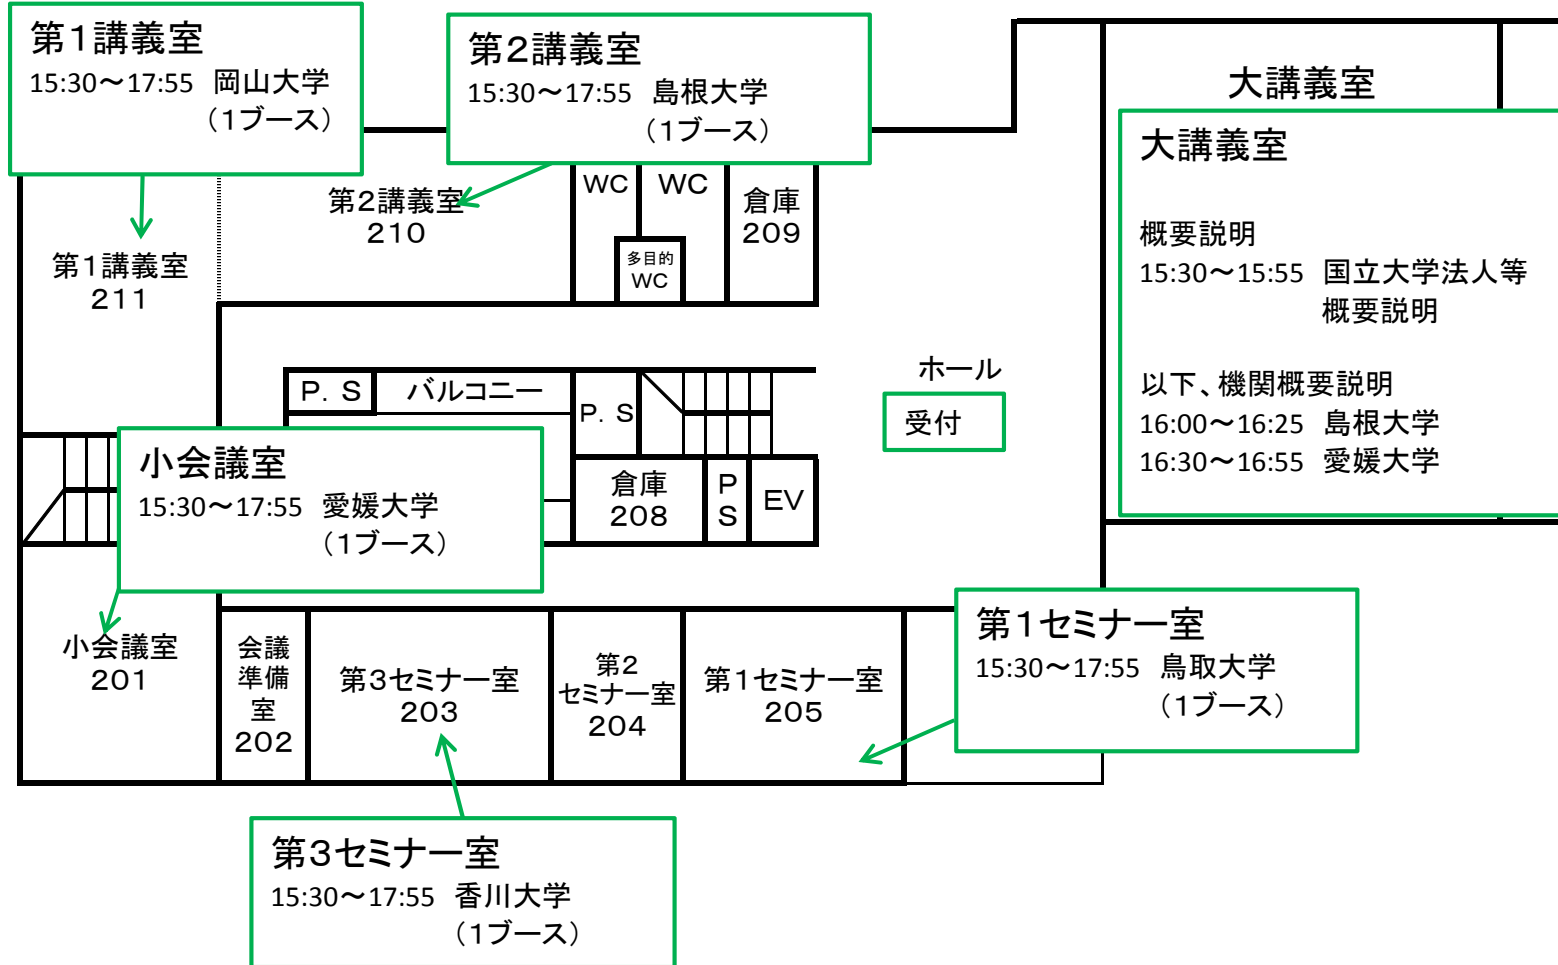 第1講義室
15:30～17:55 岡山大学
(1ブース)
第2講義室
15:30～17:55 島根大学
(1ブース)
大講義室
大講義室
概要説明
15:30～15:55 国立大学法人等
概要説明
以下、機関概要説明
16:00～16:25 島根大学
16:30～16:55 愛媛大学
第1講義室
211
第2講義室
210
WC
WC
多目的
WC
倉庫
209
ホール
受付
P. S
バルコニー
P. S
倉庫
208
P
S
EV
小会議室
15:30～17:55 愛媛大学
(1ブース)
小会議室
201
会議
準備
室
202
第3セミナー室
203
第2
セミナー室
204
第1セミナー室
205
第1セミナー室
15:30～17:55 鳥取大学
(1ブース)
第3セミナー室
15:30～17:55 香川大学
(1ブース)